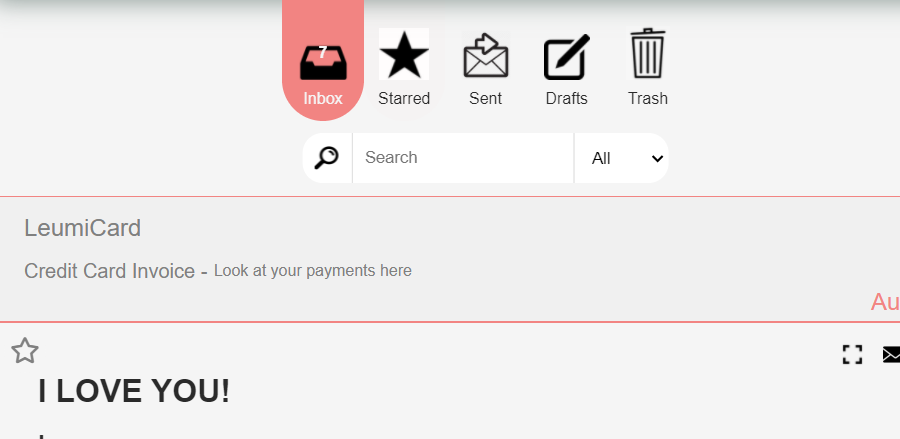 7
Inbox Starred Sent Drafts Trash
Search All
LeumiCard
Credit Card Invoice - Look at your payments here
Au
I LOVE YOU!